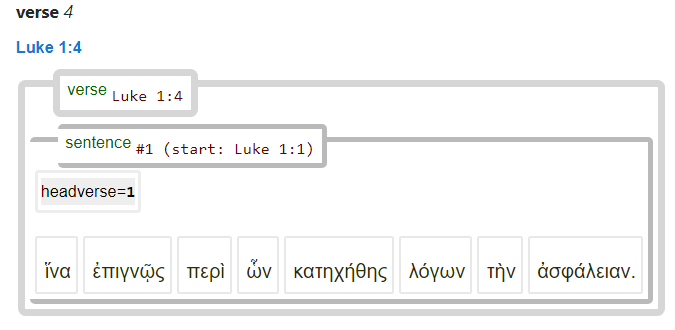 verse 4
Luke 1:4
verse Luke 1:4
sentence #1 (start: Luke 1:1)
headverse=1
ἵνα ἐπιγνῷς περὶ ὧν κατηχήθης λόγων τὴν ἀσφάλειαν.